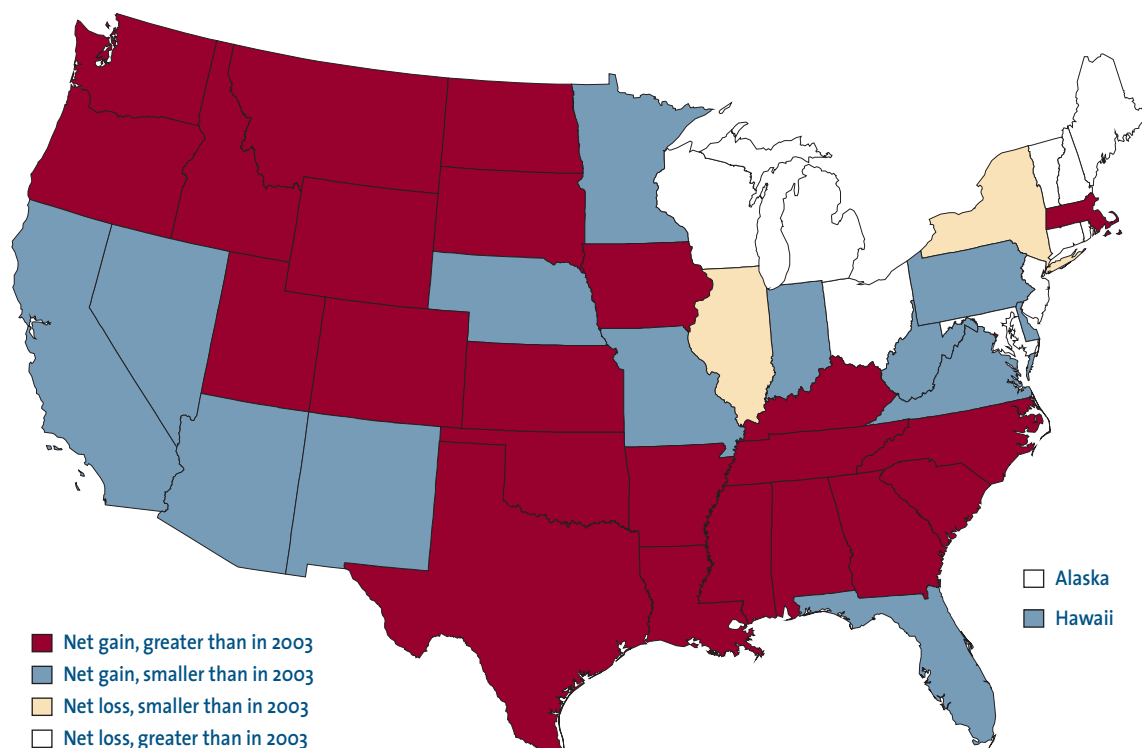 Alaska
Hawaii
Net gain, greater than in 2003
Net gain, smaller than in 2003
Net loss, smaller than in 2003
Net loss, greater than in 2003